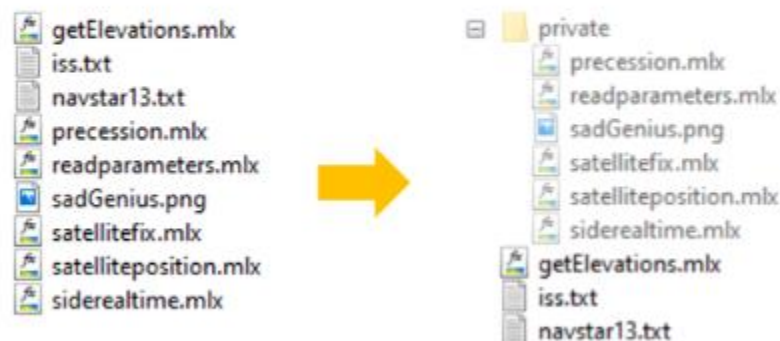 getElevations.mlx
iss.txt
navstar13.txt
precession.mlx
readparameters.mlx
sadGenius.png
satellitefix.mlx
satelliteposition.mlx
siderealtime.mlx
private
precession.mlx
readparameters.mlx
sadGenius.png
satellitefix.mlx
satelliteposition.mlx
siderealtime.mlx
getElevations.mlx
iss.txt
navstar13.txt